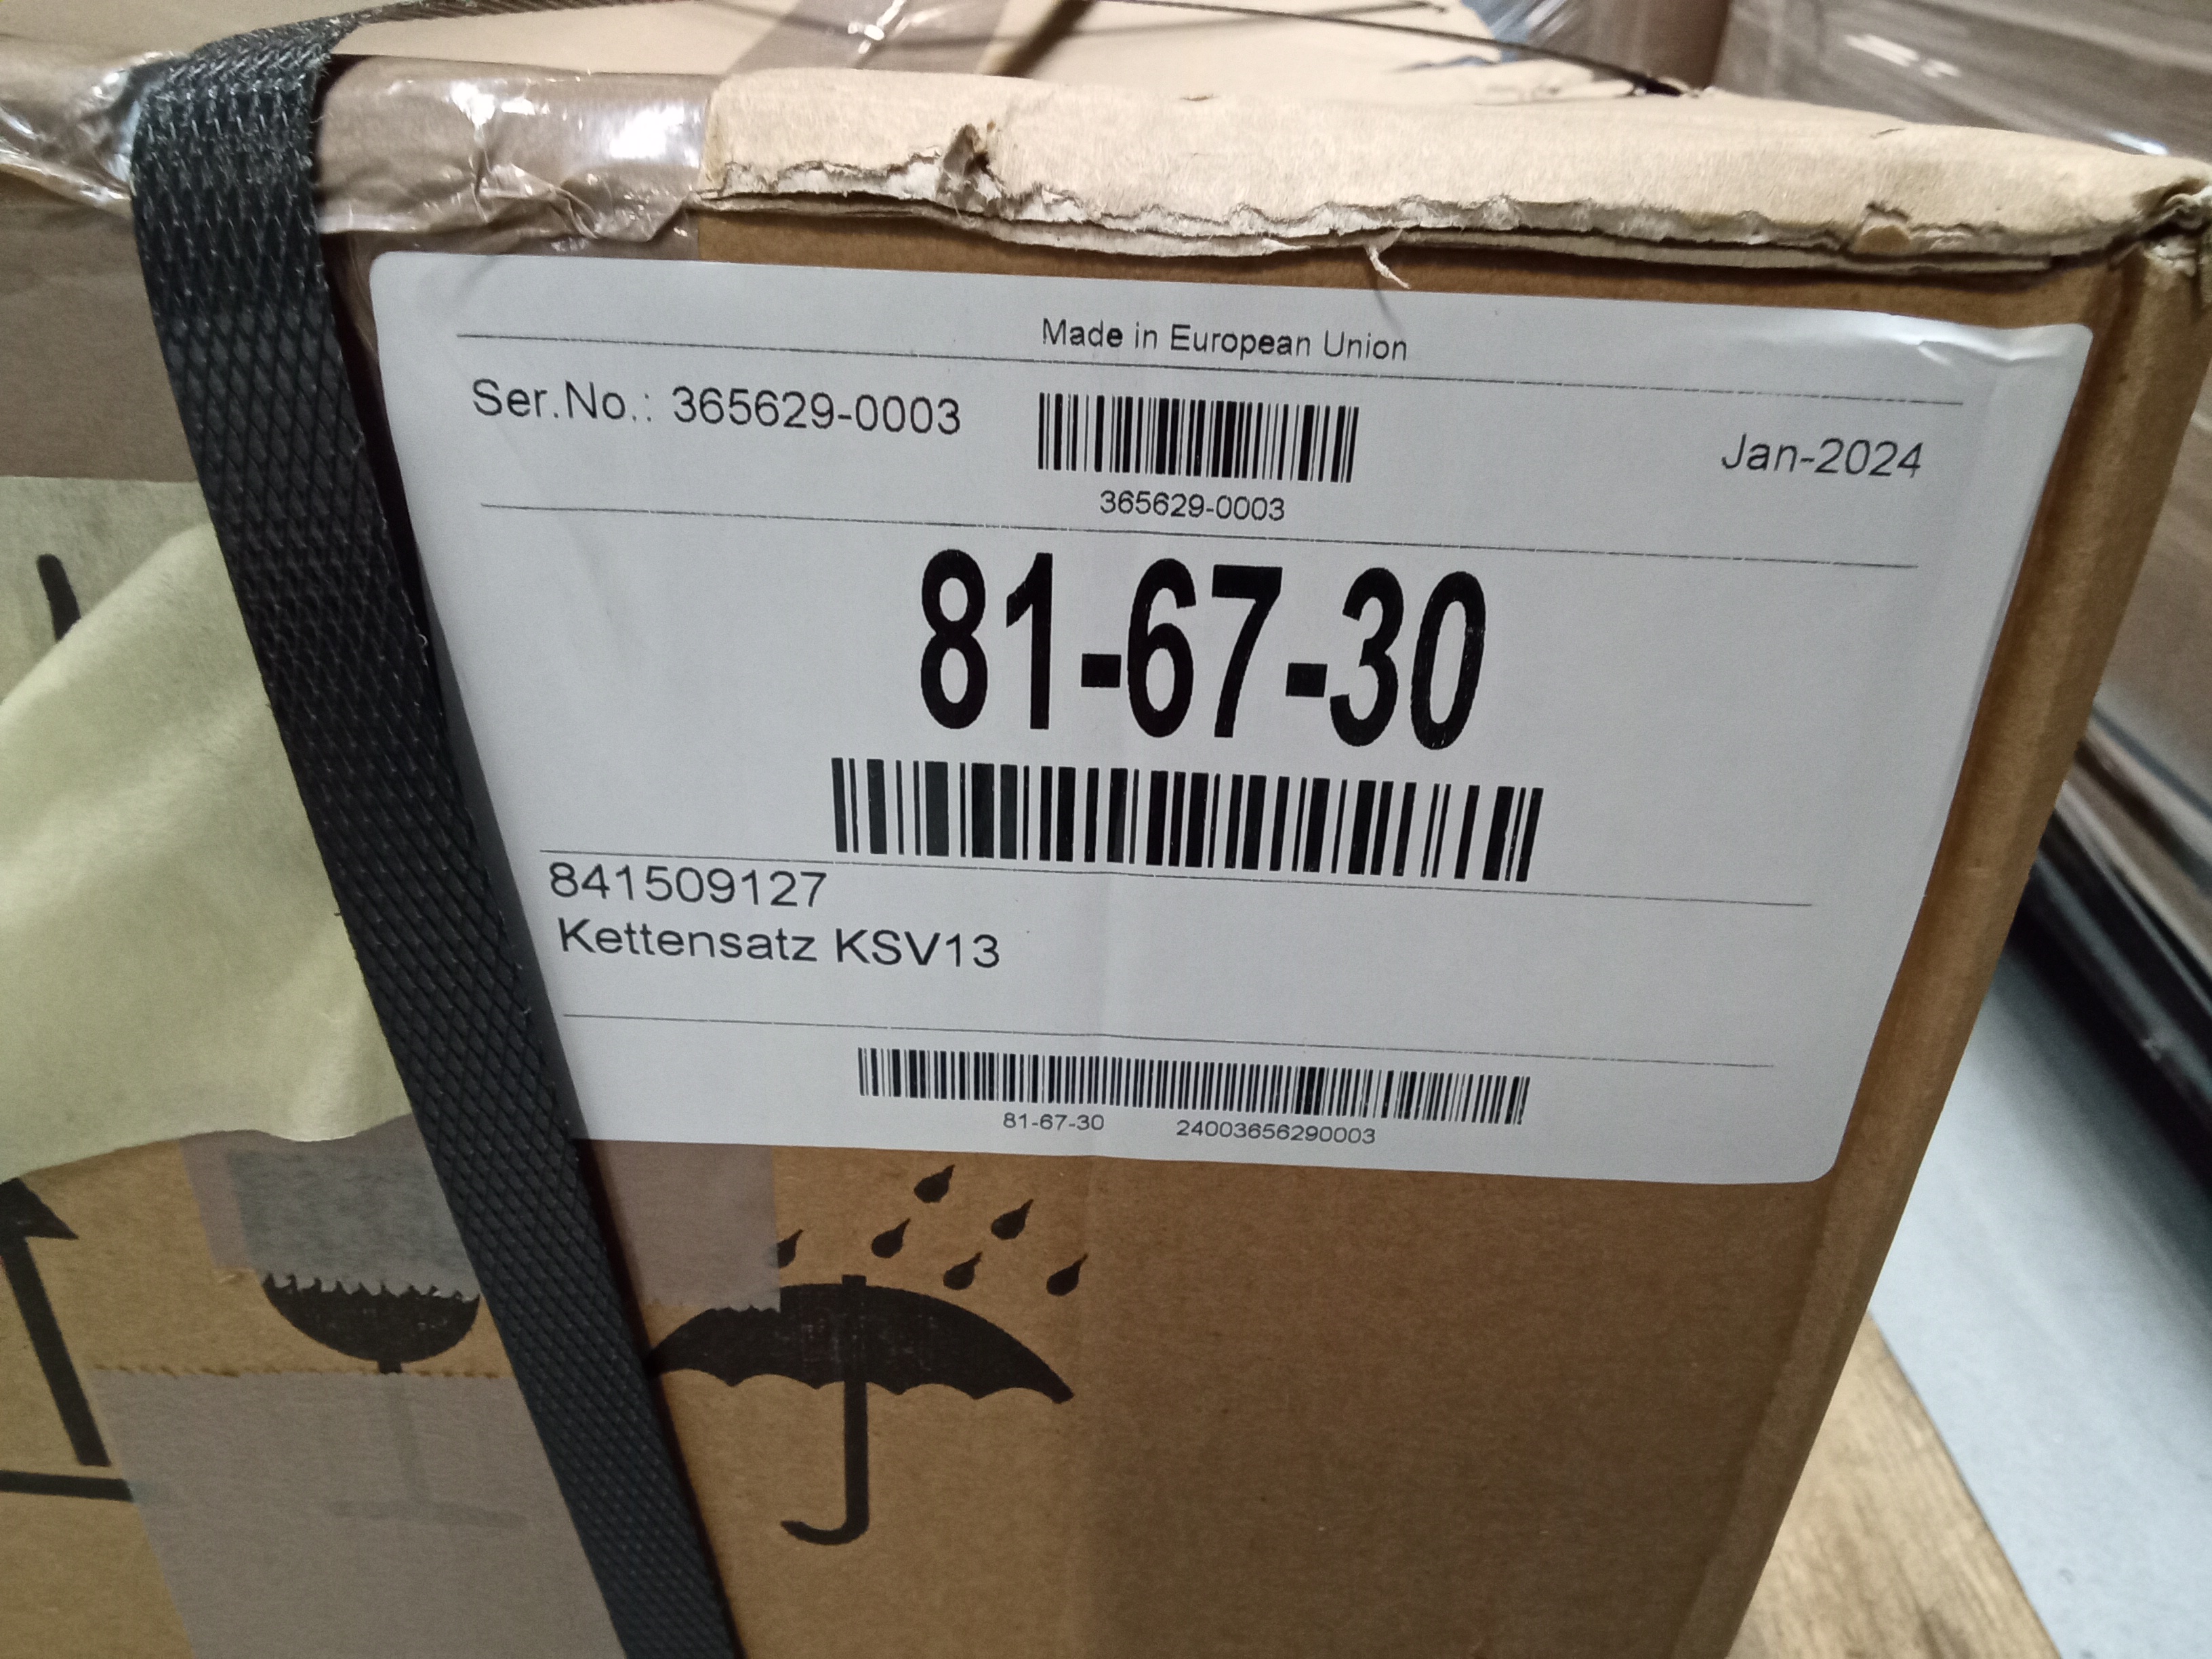 Made in European Union
Ser.No.: 365629-0003
365629-0003
Jan-2024
81-67-30
841509127
Kettensatz KSV13
81-67-30 24003656290003